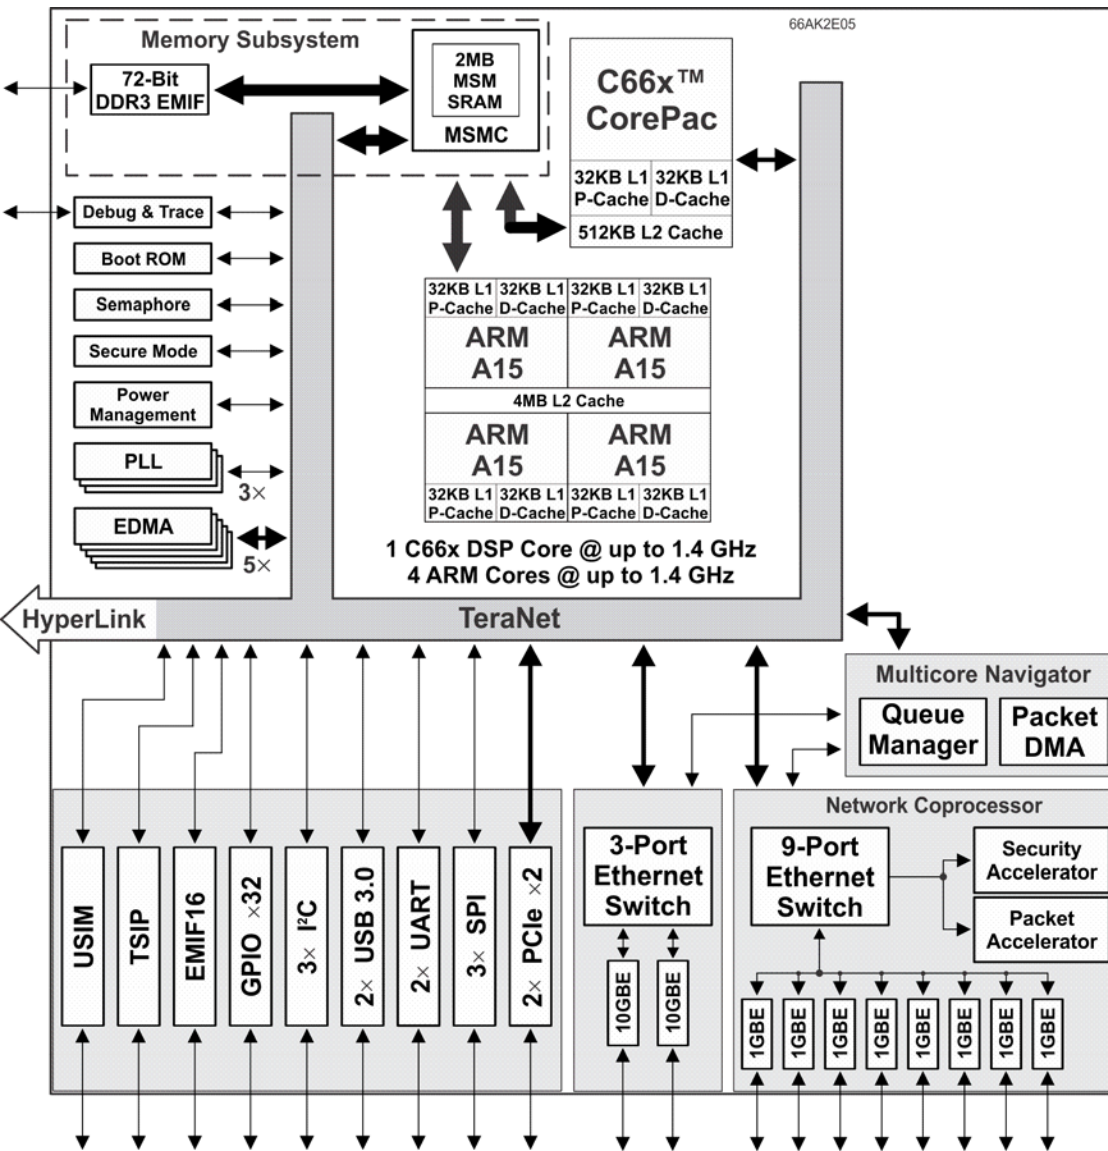 66AK2E05
Memory Subsystem
72-Bit
DDR3 EMIF
2MB
MSM
SRAM
MSMC
C66x™
CorePac
32KB L1 32KB L1
P-Cache D-Cache
512KB L2 Cache
Debug & Trace
Boot ROM
Semaphore
Secure Mode
Power
Management
PLL
3×
EDMA
5×
32KB L1 32KB L1 32KB L1 32KB L1
P-Cache D-Cache P-Cache D-Cache
ARM ARM
A15 A15
4MB L2 Cache
ARM ARM
A15 A15
32KB L1 32KB L1 32KB L1 32KB L1
P-Cache D-Cache P-Cache D-Cache
1 C66x DSP Core @ up to 1.4 GHz
4 ARM Cores @ up to 1.4 GHz
HyperLink
TeraNet
Multicore Navigator
Queue
Manager
Packet
DMA
USIM
TSIP
EMIF16
GPIO ×32
3× I²C
2× USB 3.0
2× UART
3× SPI
2× PCIe ×2
3-Port
Ethernet
Switch
10GBE
10GBE
Network Coprocessor
9-Port
Ethernet
Switch
Security
Accelerator
Packet
Accelerator
1GBE
1GBE
1GBE
1GBE
1GBE
1GBE
1GBE
1GBE